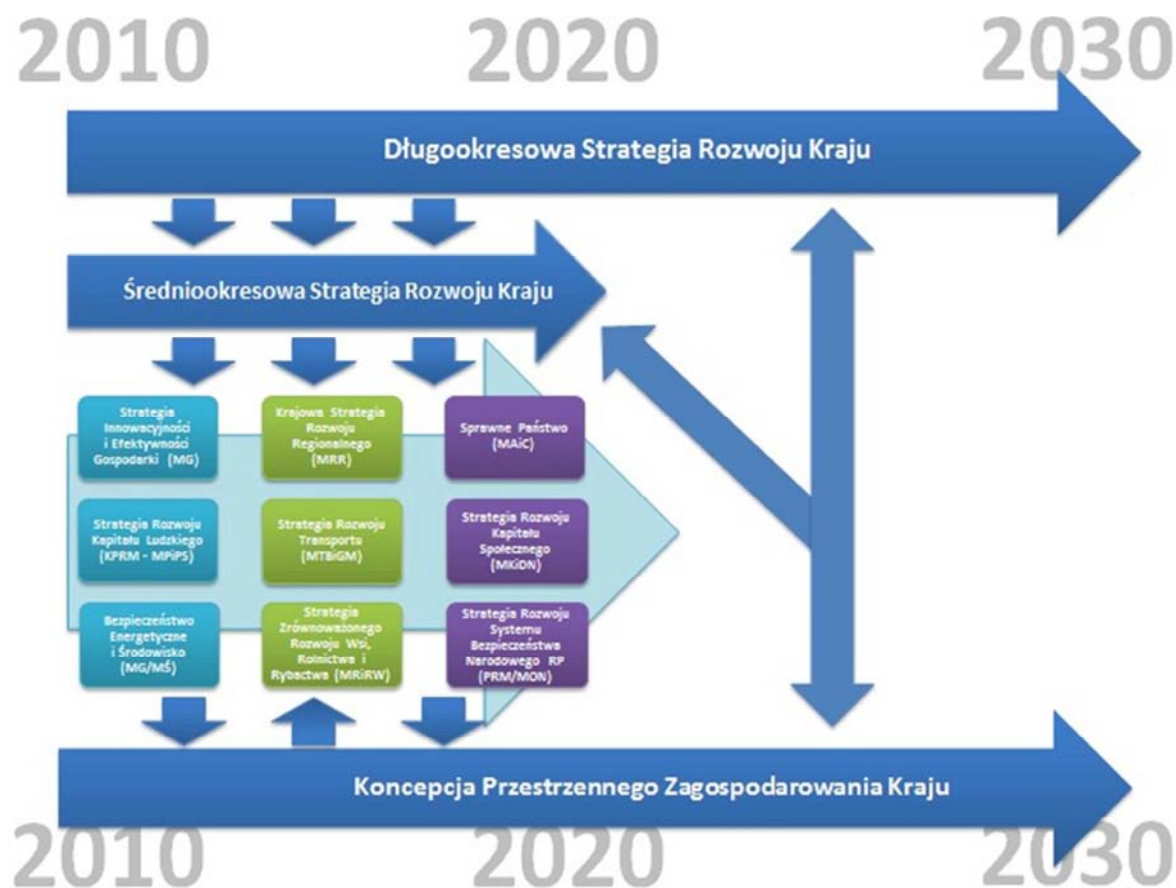 2010 2020 2030
Długookresowa Strategia Rozwoju Kraju
Średniookresowa Strategia Rozwoju Kraju
Strategia
Innowacyjności
i Efektywności
Gospodarki (MG)
Krajowa Strategia
Rozwoju
Regionalnego
(MRR)
Sprawne Państwo
(MAiC)
Strategia Rozwoju
Kapitału Ludzkiego
(KPRM - MPiPS)
Strategia Rozwoju
Transportu
(MTBiGM)
Strategia Rozwoju
Kapitału
Społecznego
(MKiDN)
Bezpieczeństwo
Energetyczne
i Środowisko
(MG/MŚ)
Strategia
Zrównoważonego
Rozwoju Wsi,
Rolnictwa i
Rybactwa (MRiRW)
Strategia Rozwoju
Systemu
Bezpieczeństwa
Narodowego RP
(PRM/MON)
Koncepcja Przestrzennego Zagospodarowania Kraju
2010 2020 2030